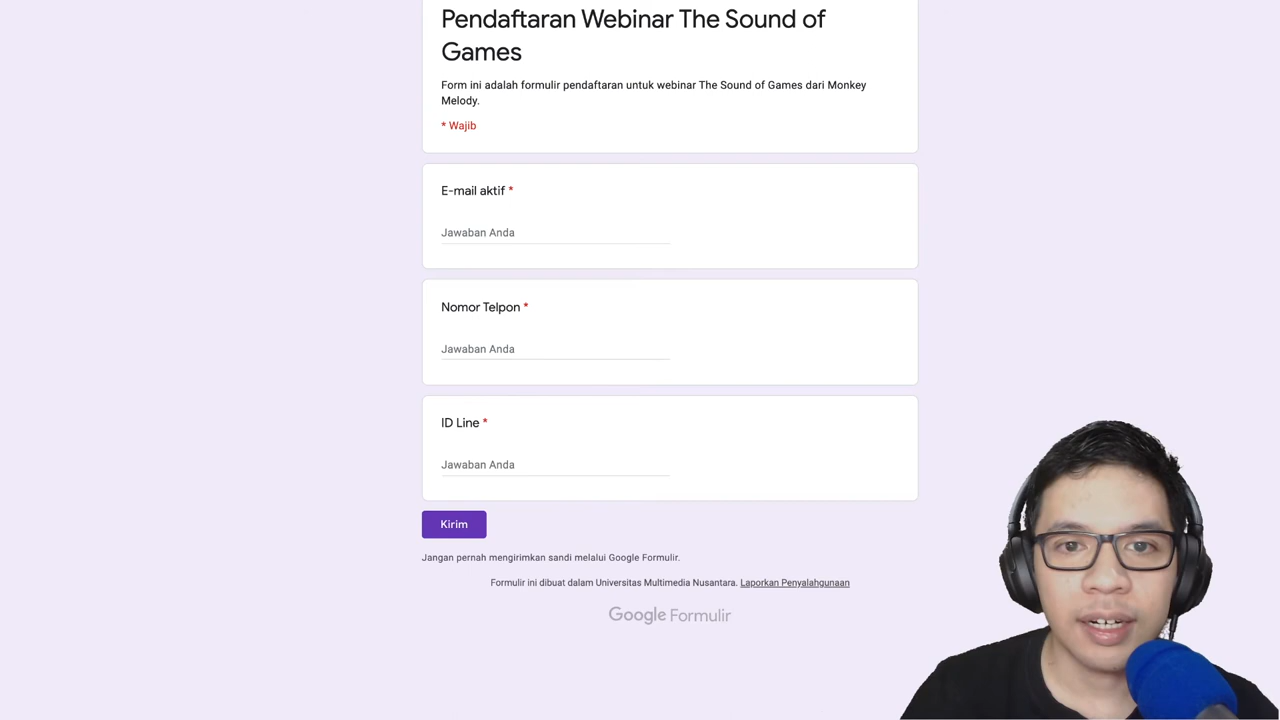 Pendaftaran Webinar The Sound of
Games
Form ini adalah formulir pendaftaran untuk webinar The Sound of Games dari Monkey
Melody.
* Wajib
E-mail aktif *
Jawaban Anda
Nomor Telpon *
Jawaban Anda
ID Line *
Jawaban Anda
Kirim
Jangan pernah mengirimkan sandi melalui Google Formulir.
Formulir ini dibuat dalam Universitas Multimedia Nusantara. Laporkan Penyalahgunaan
Google Formulir